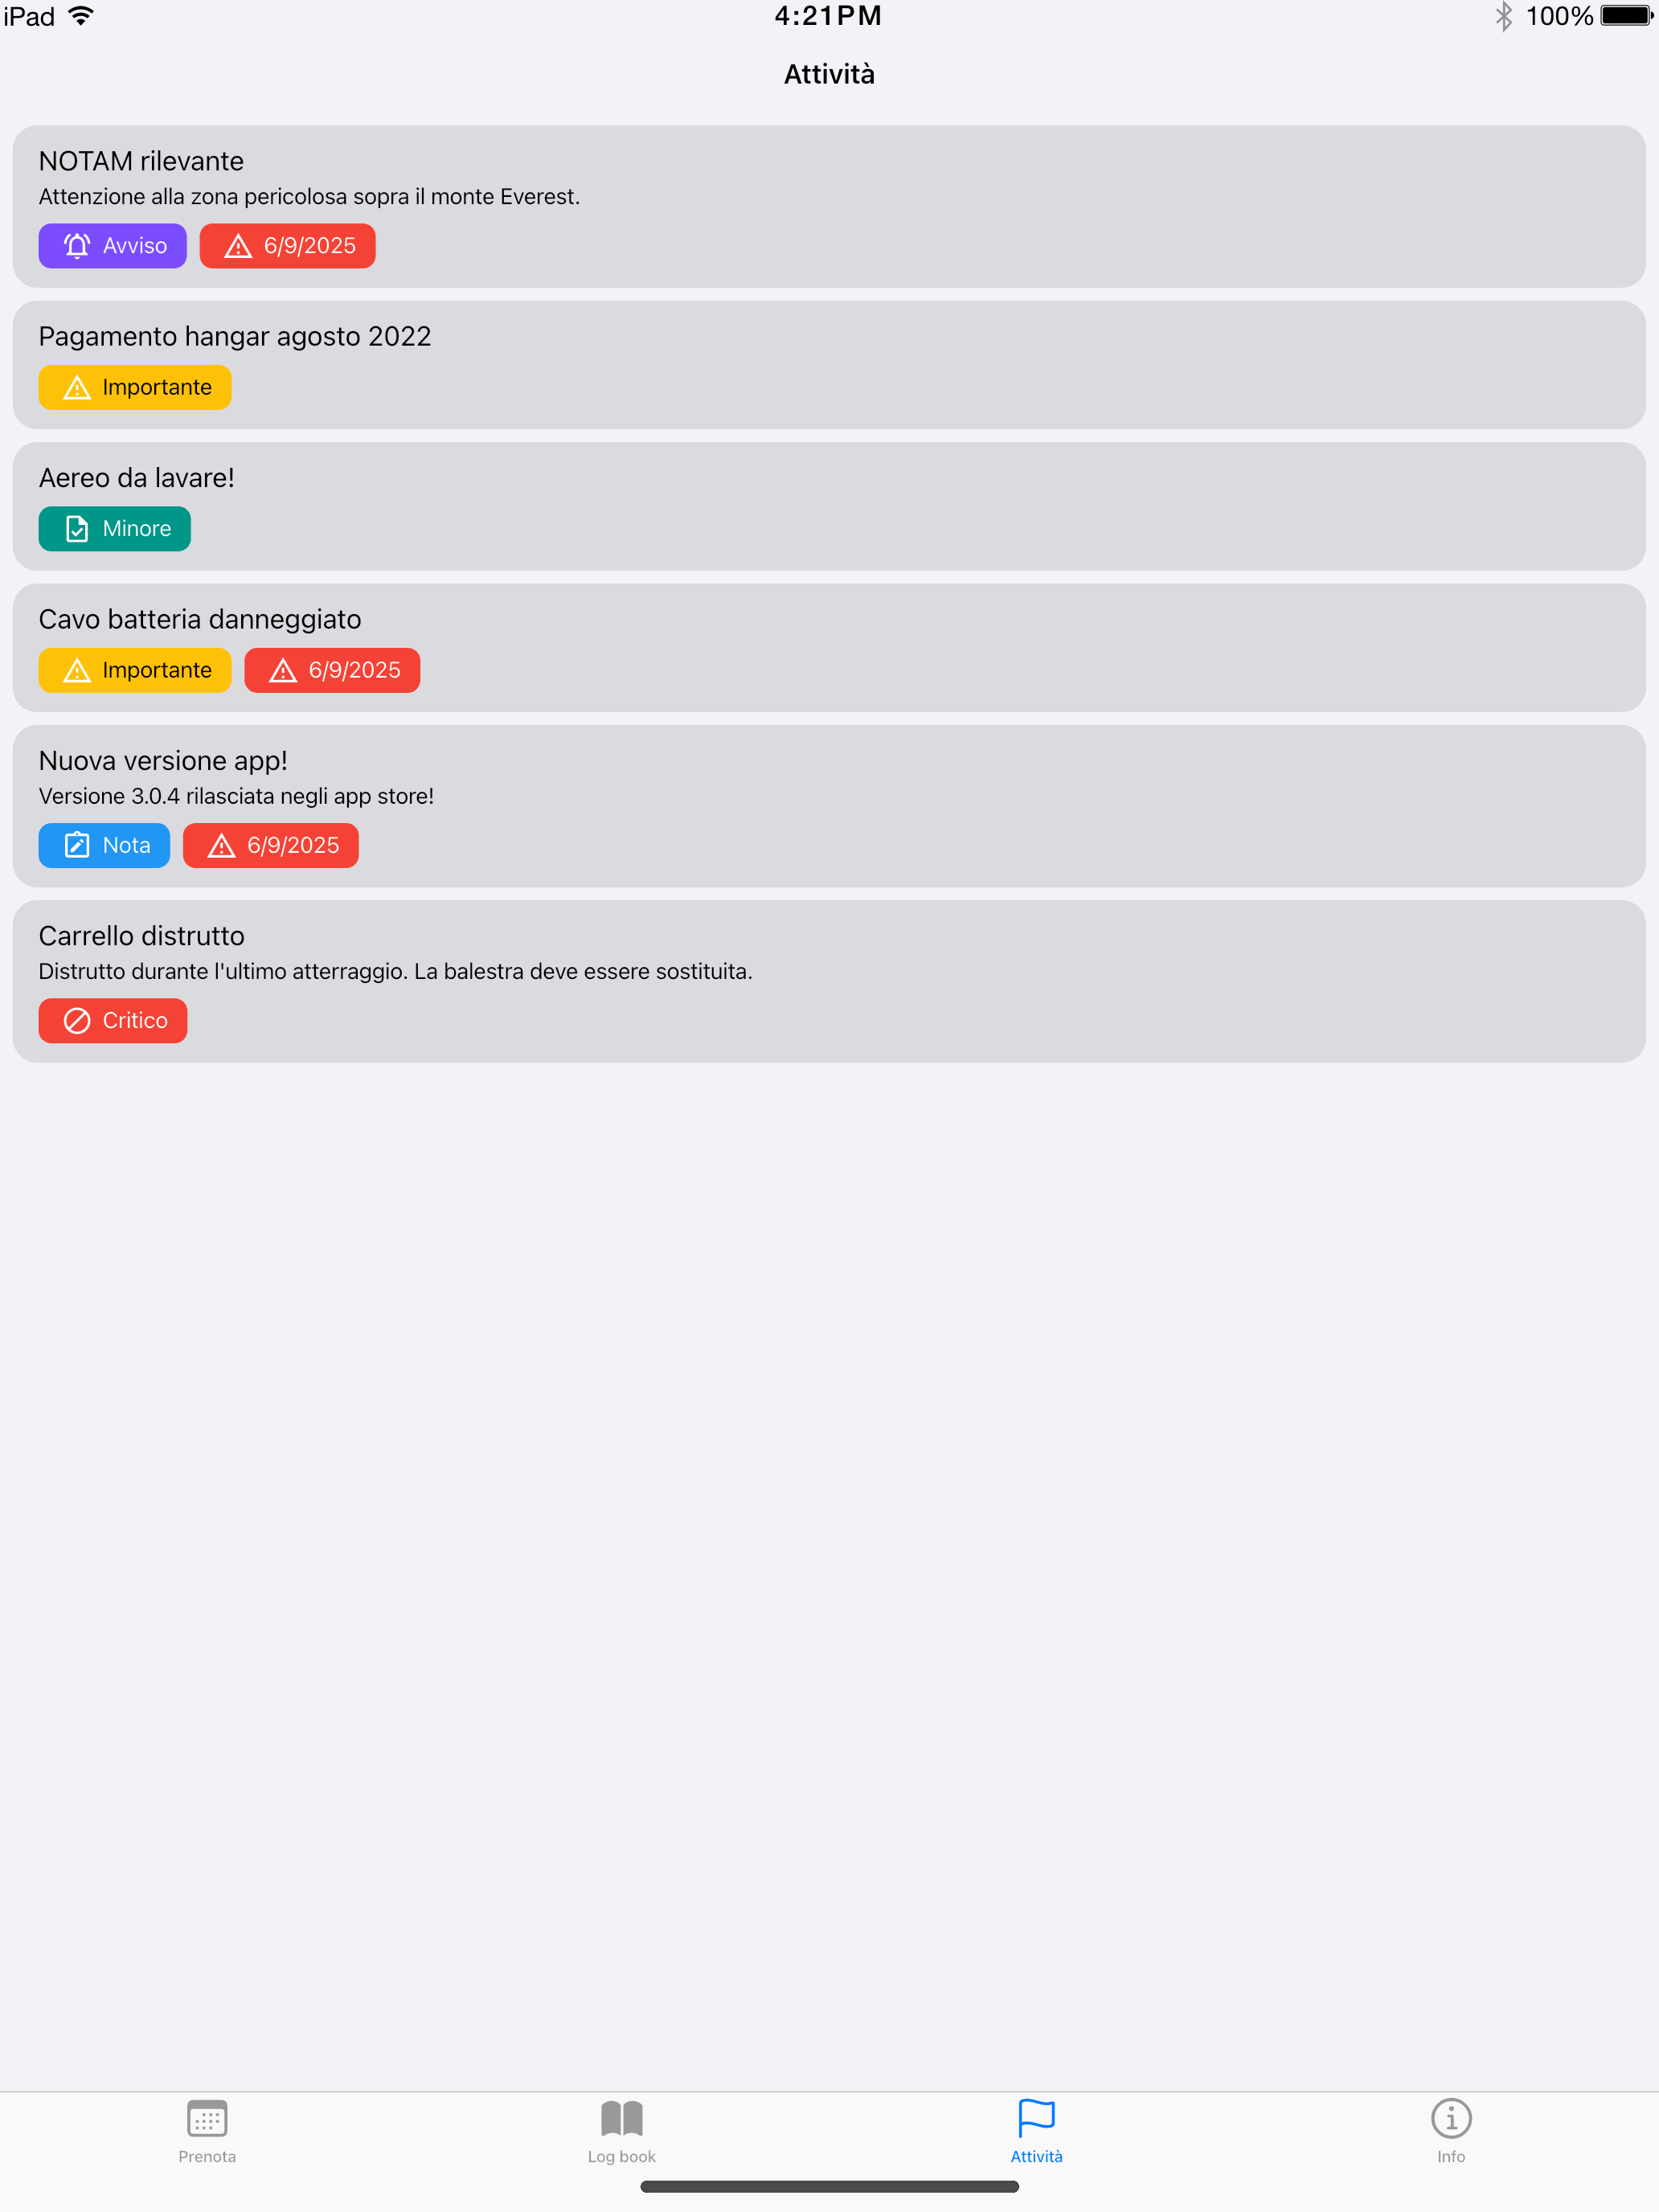 iPad 4:21PM 100%
Attività
NOTAM rilevante
Attenzione alla zona pericolosa sopra il monte Everest.
Avviso 6/9/2025
Pagamento hangar agosto 2022
Importante
Aereo da lavare!
Minore
Cavo batteria danneggiato
Importante 6/9/2025
Nuova versione app!
Versione 3.0.4 rilasciata negli app store!
Nota 6/9/2025
Carrello distrutto
Distrutto durante l'ultimo atterraggio. La balestra deve essere sostituita.
Critico
Prenota Log book Attività Info